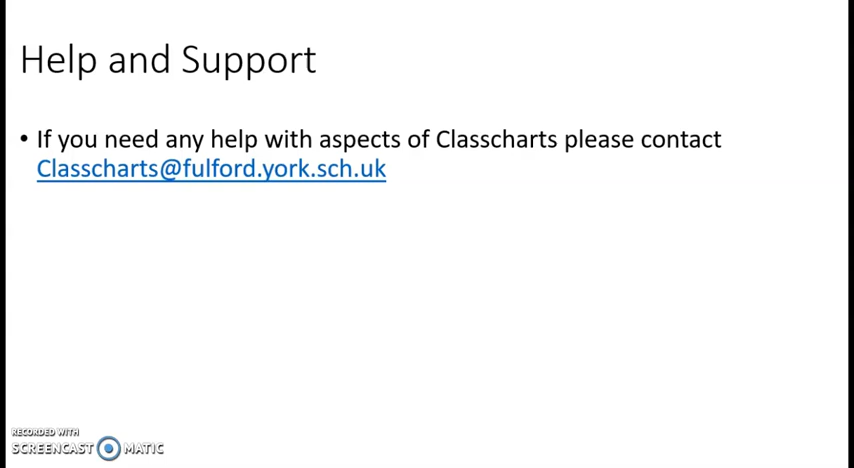 Help and Support
• If you need any help with aspects of Classcharts please contact
Classcharts@fulford.york.sch.uk
RECORDED WITH
SCREENCAST MATIC